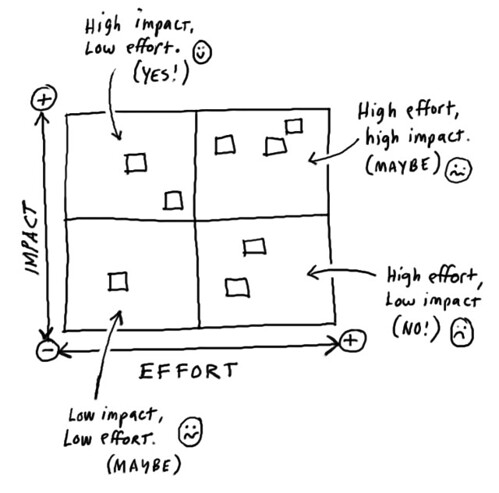 High impact,
Low effort.
(YES!)
+
High effort,
high impact.
(MAYBE)
IMPACT
High effort,
Low impact
(NO!)
-
+
EFFORT
Low impact,
Low effort.
(MAYBE)